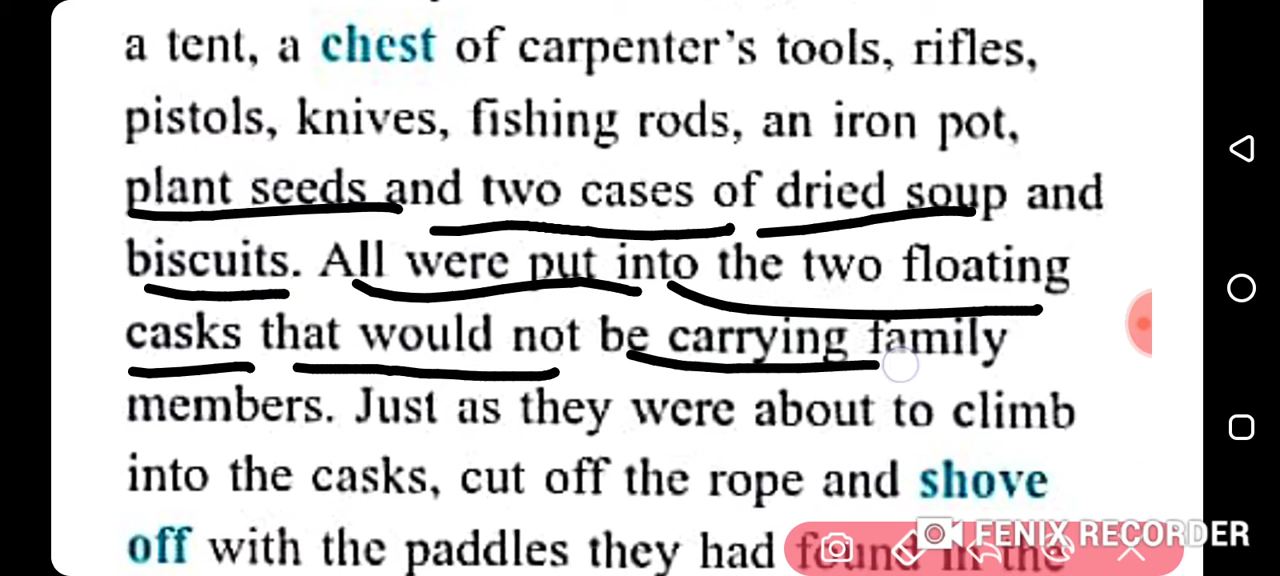 a tent, a chest of carpenter's tools, rifles,
pistols, knives, fishing rods, an iron pot,
plant seeds and two cases of dried soup and
biscuits. All were put into the two floating
casks that would not be carrying family
members. Just as they were about to climb
into the casks, cut off the rope and shove
off with the paddles they had found in the
FENIX RECORDER